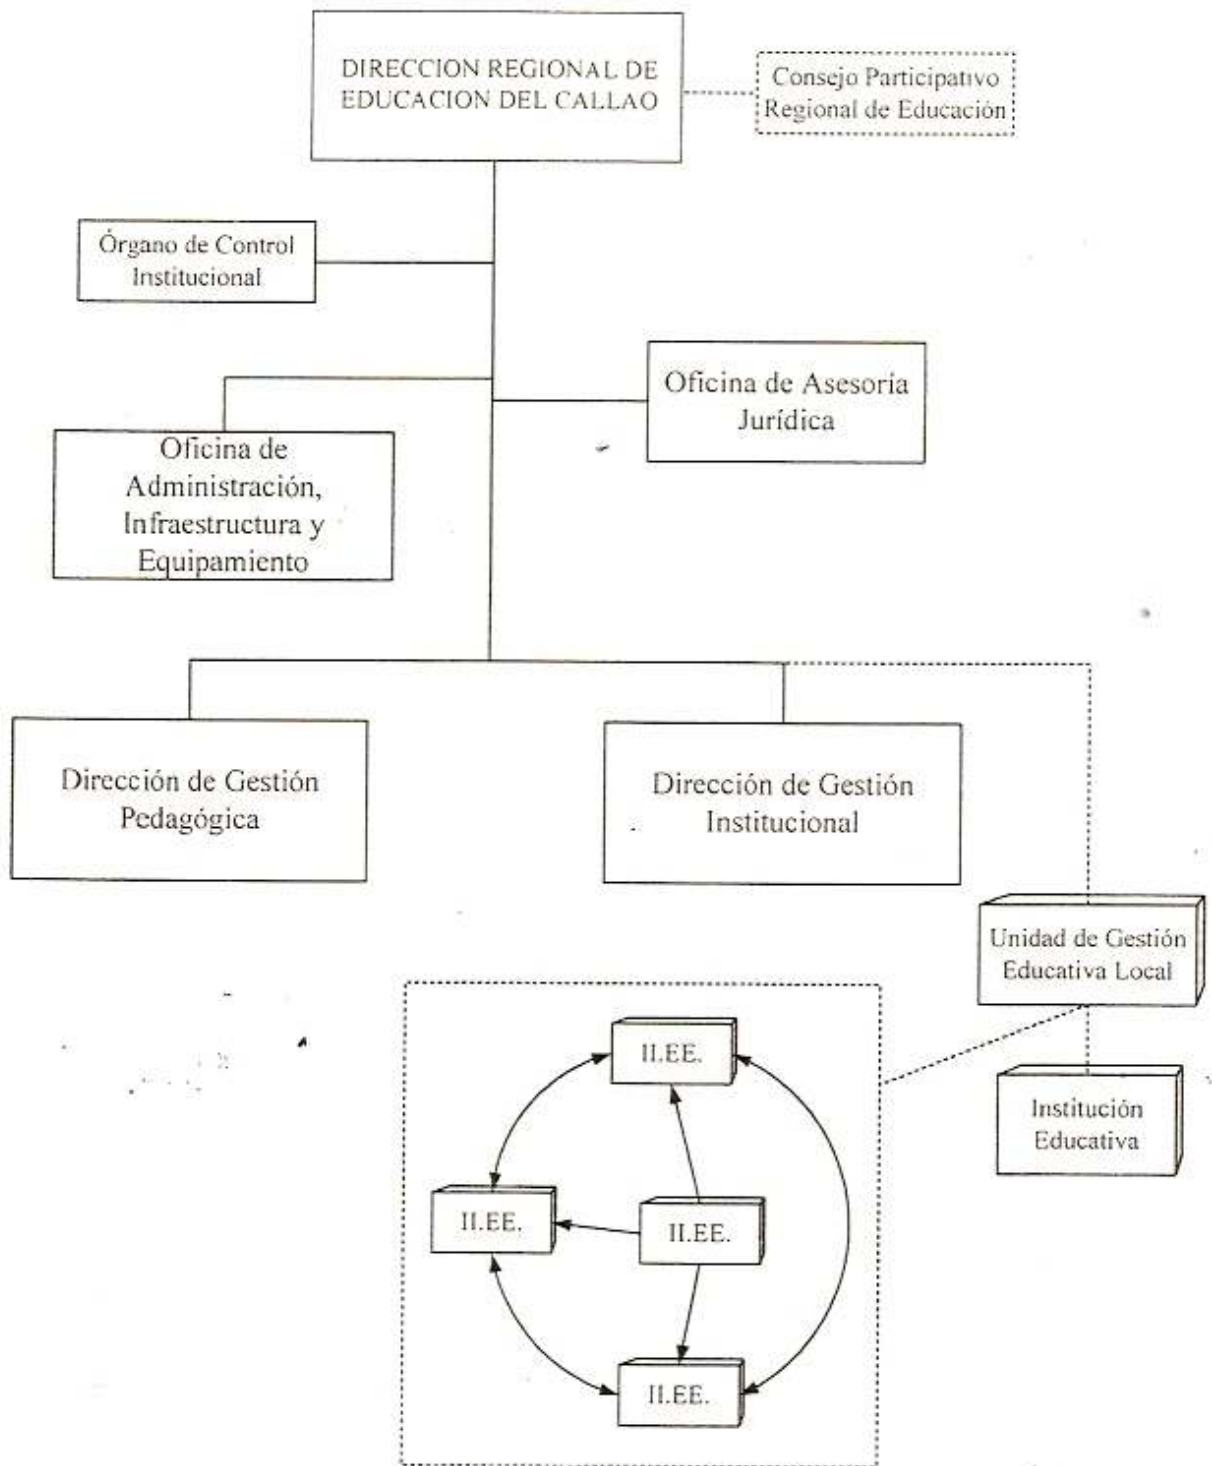 DIRECCION REGIONAL DE
EDUCACION DEL CALLAO
Consejo Participativo
Regional de Educación
Órgano de Control
Institucional
Oficina de Asesoría
Jurídica
Oficina de
Administración,
Infraestructura y
Equipamiento
Dirección de Gestión
Pedagógica
Dirección de Gestión
Institucional
Unidad de Gestión
Educativa Local
II.EE.
Institución
Educativa
II.EE.
II.EE.
II.EE.